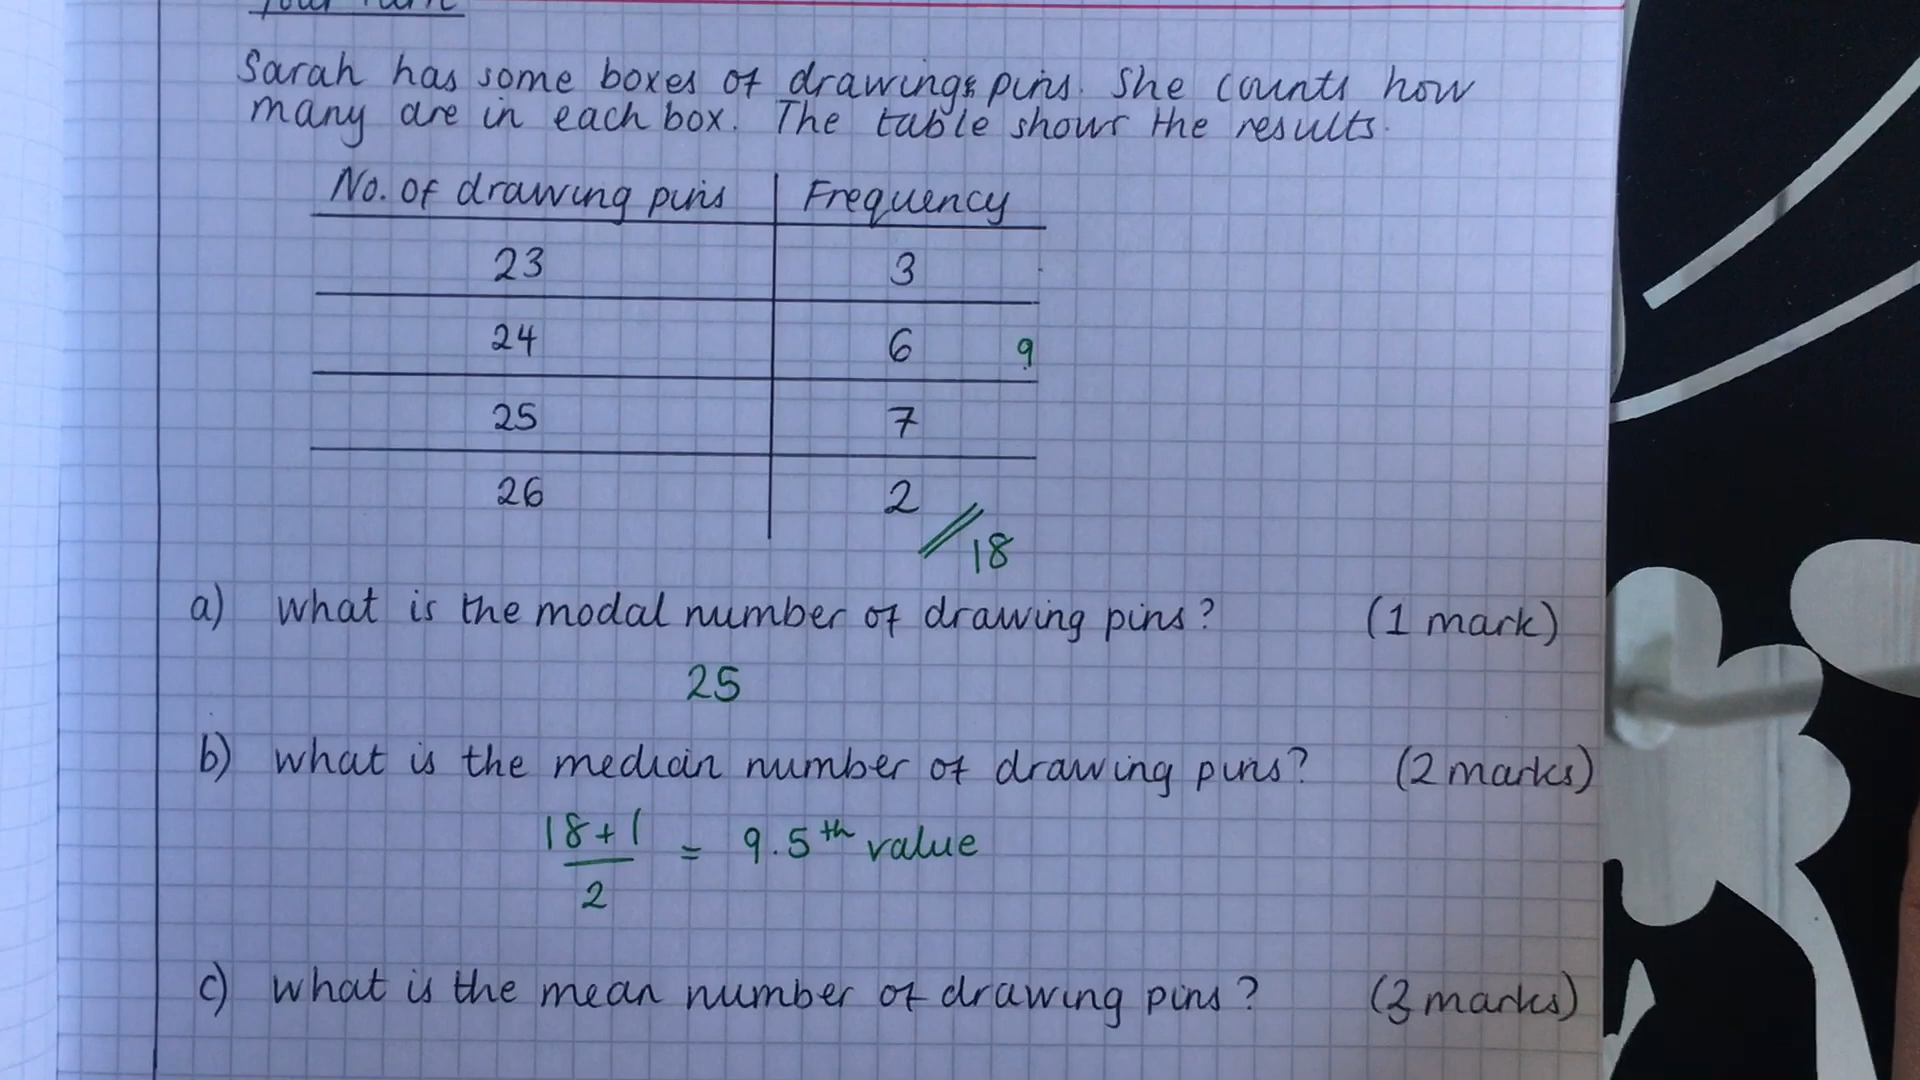 Sarah has some boxes of drawings pins. She counts how
many are in each box. The table shows the results.
No. of drawing pins Frequency
23 3
24 6 9
25 7
26 2
18
a) what is the modal number of drawing pins? (1 mark)
25
b) what is the median number of drawing pins? (2 marks)
18+1 = 9.5th value
2
c) what is the mean number of drawing pins? (3 marks)